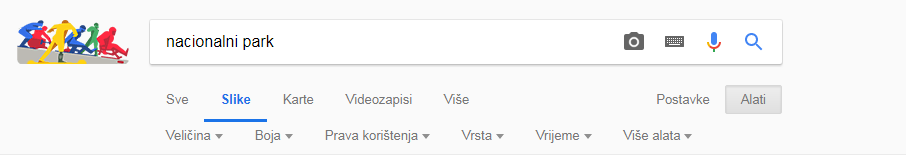 nacionalni park
Sve Slike Karte Videozapisi Više Postavke Alati
Veličina Boja Prava korištenja Vrsta Vrijeme Više alata